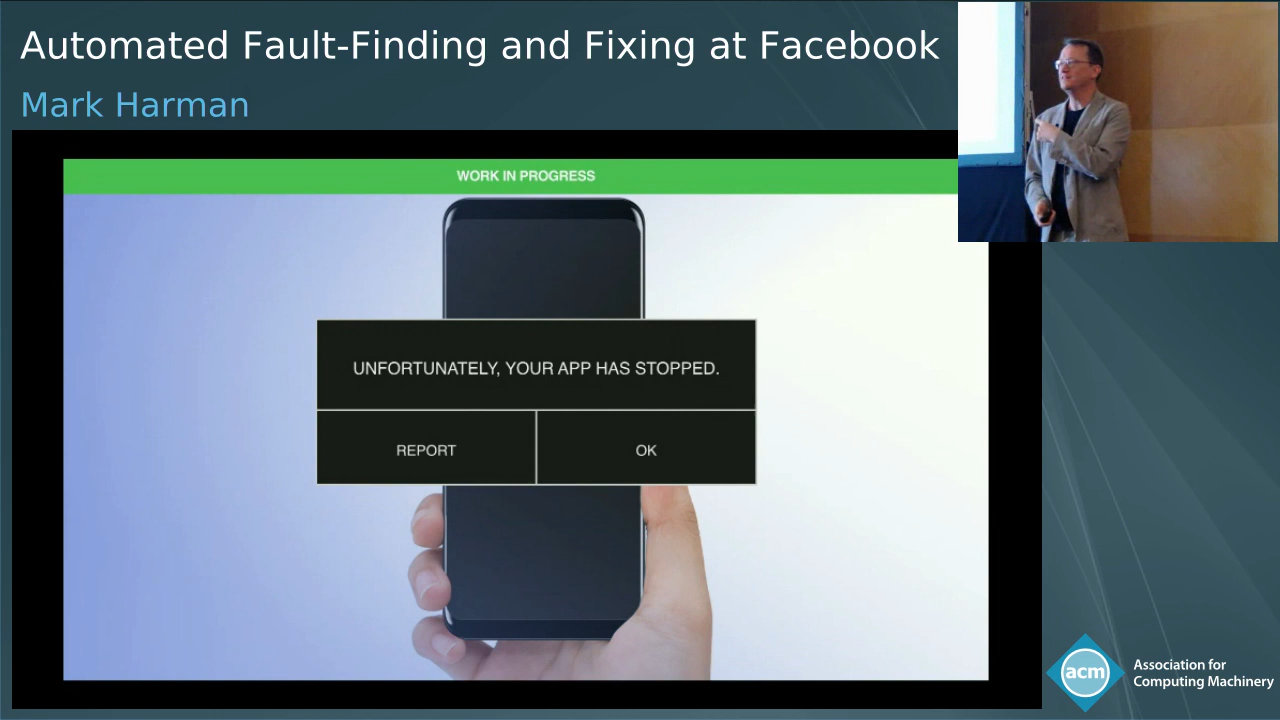 Automated Fault-Finding and Fixing at Facebook
Mark Harman
WORK IN PROGRESS
UNFORTUNATELY, YOUR APP HAS STOPPED.
REPORT
OK
acm
Association for
Computing Machinery